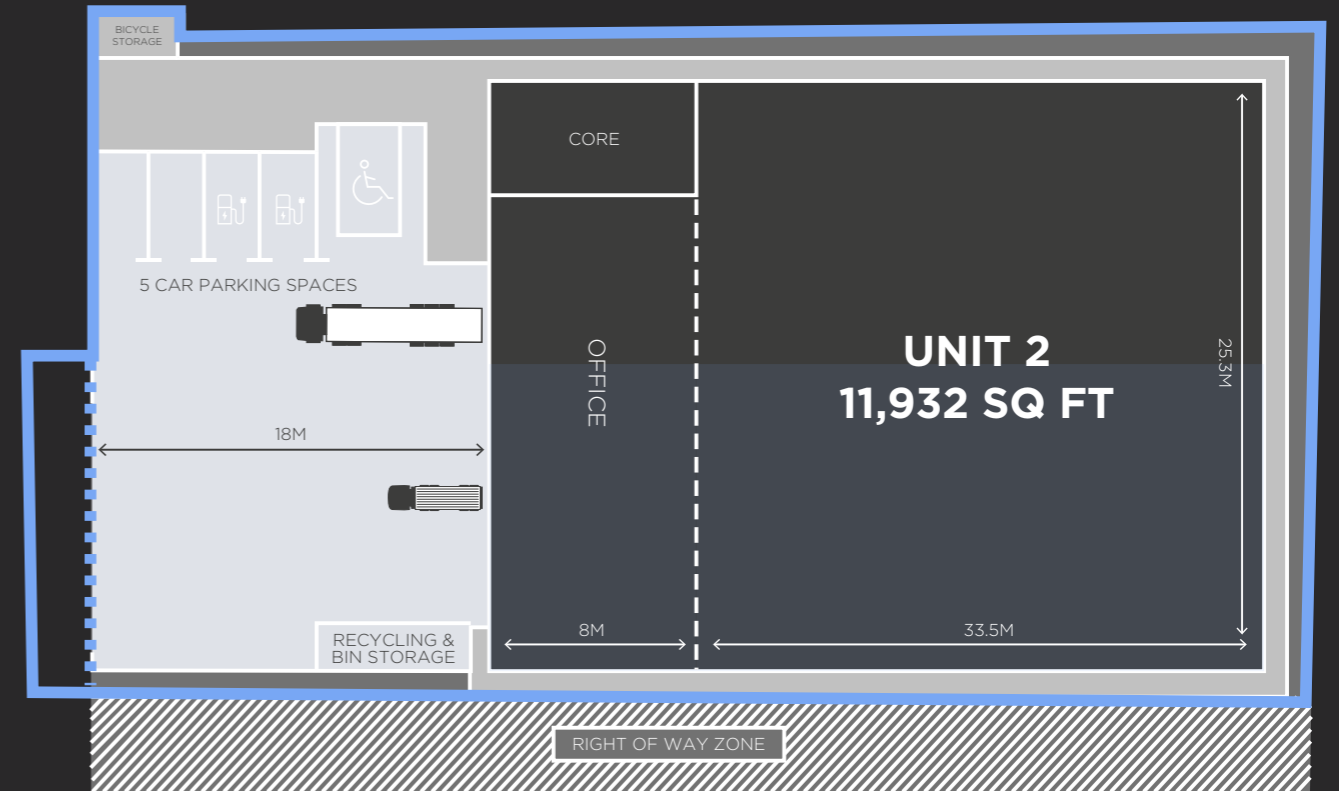 BICYCLE
STORAGE
CORE
5 CAR PARKING SPACES
OFFICE
UNIT 2
11,932 SQ FT
25.3M
18M
8M
33.5M
RECYCLING &
BIN STORAGE
RIGHT OF WAY ZONE